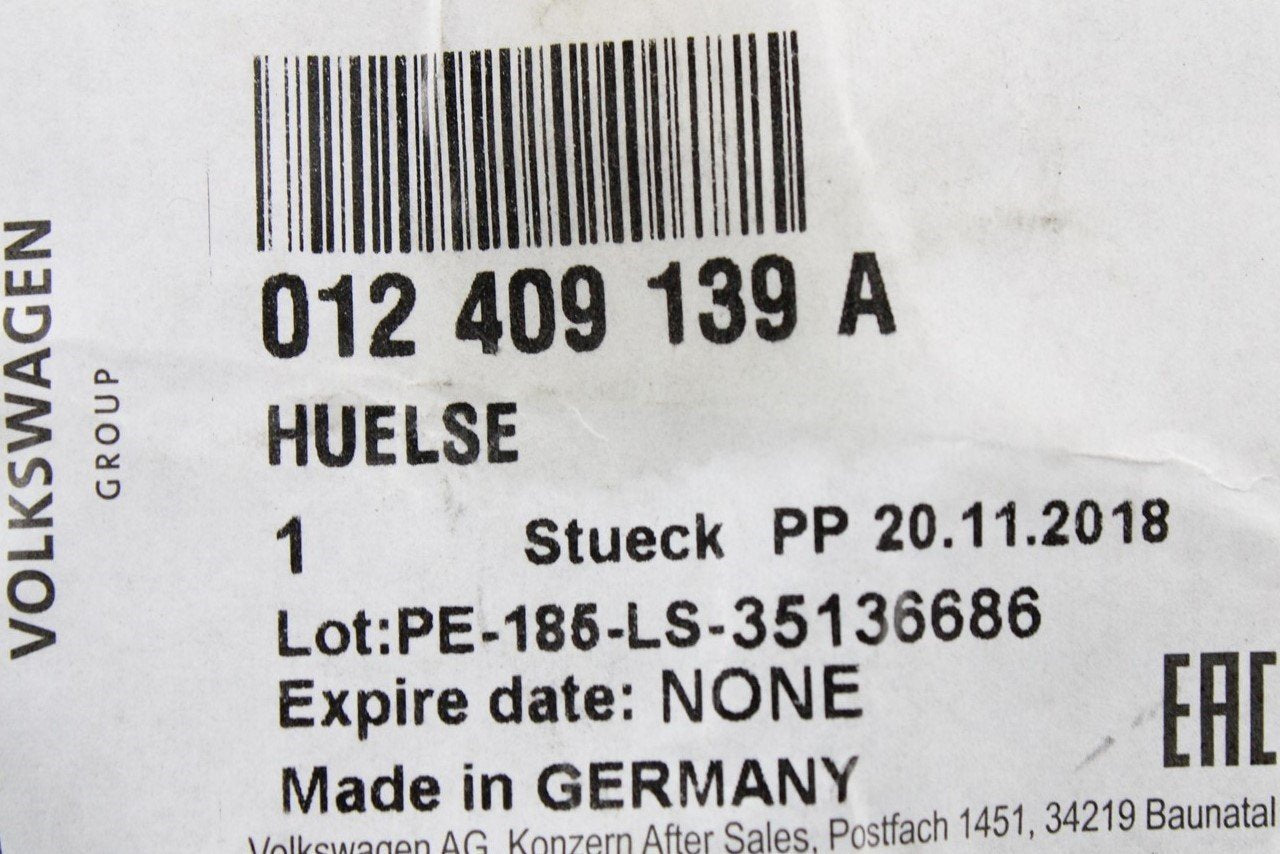 VOLKSWAGEN
GROUP
012 409 139 A
HUELSE
1 Stueck PP 20.11.2018
Lot:PE-186-LS-35136686
Expire date: NONE
Made in GERMANY
EAC
Volkswagen AG, Konzern After Sales, Postfach 1451, 34219 Baunatal